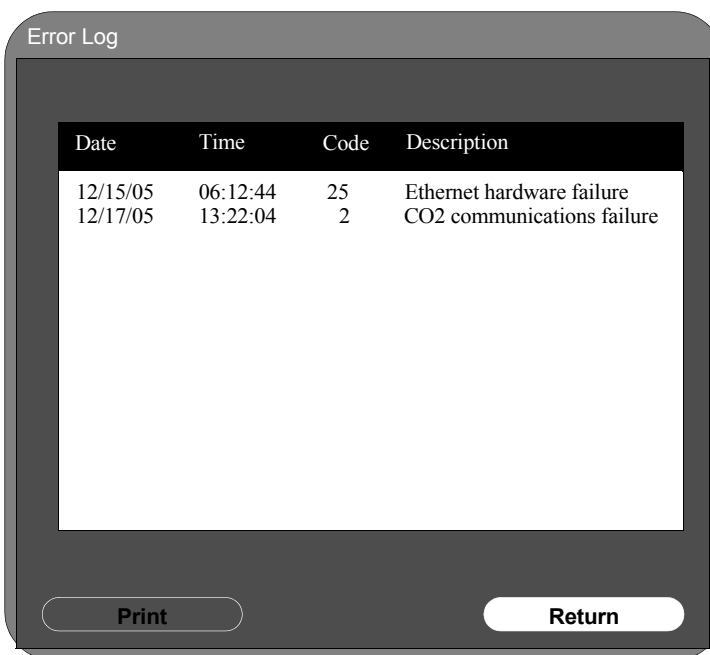 Error Log
Date Time Code Description
12/15/05 06:12:44 25 Ethernet hardware failure
12/17/05 13:22:04 2 CO2 communications failure
Print Return